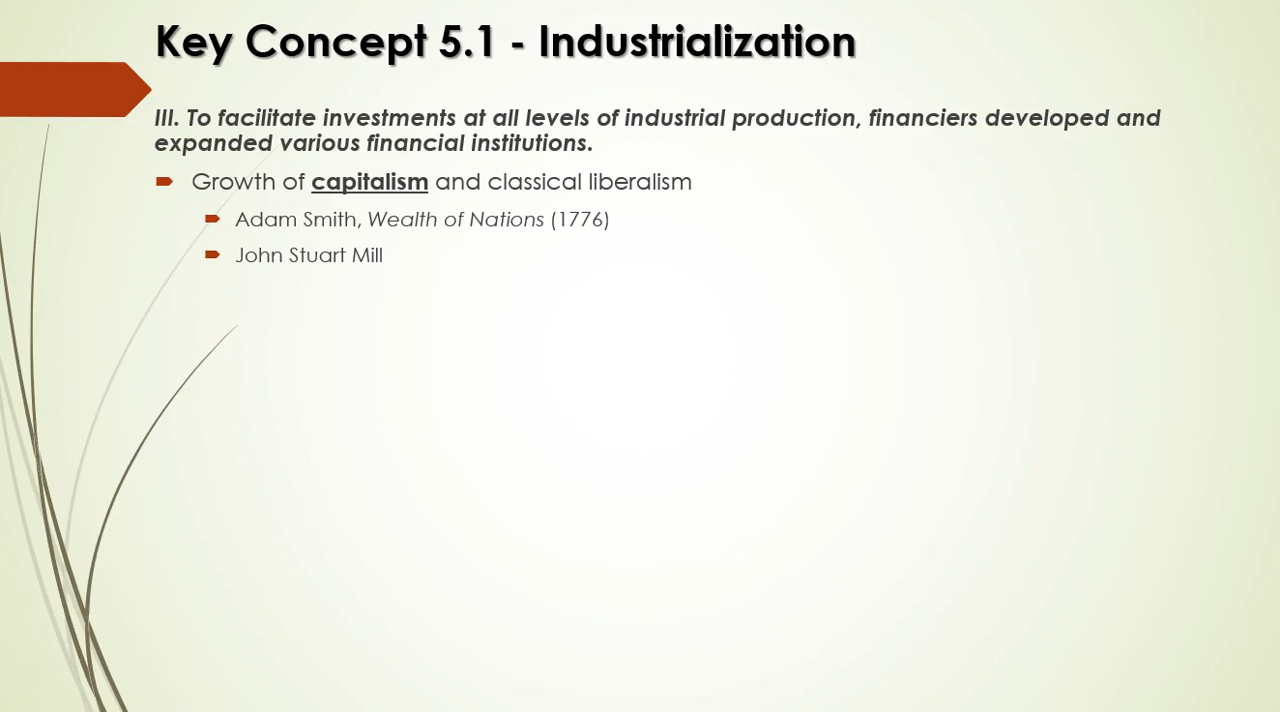 Key Concept 5.1 - Industrialization
III. To facilitate investments at all levels of industrial production, financiers developed and
expanded various financial institutions.
Growth of capitalism and classical liberalism
Adam Smith, Wealth of Nations (1776)
John Stuart Mill